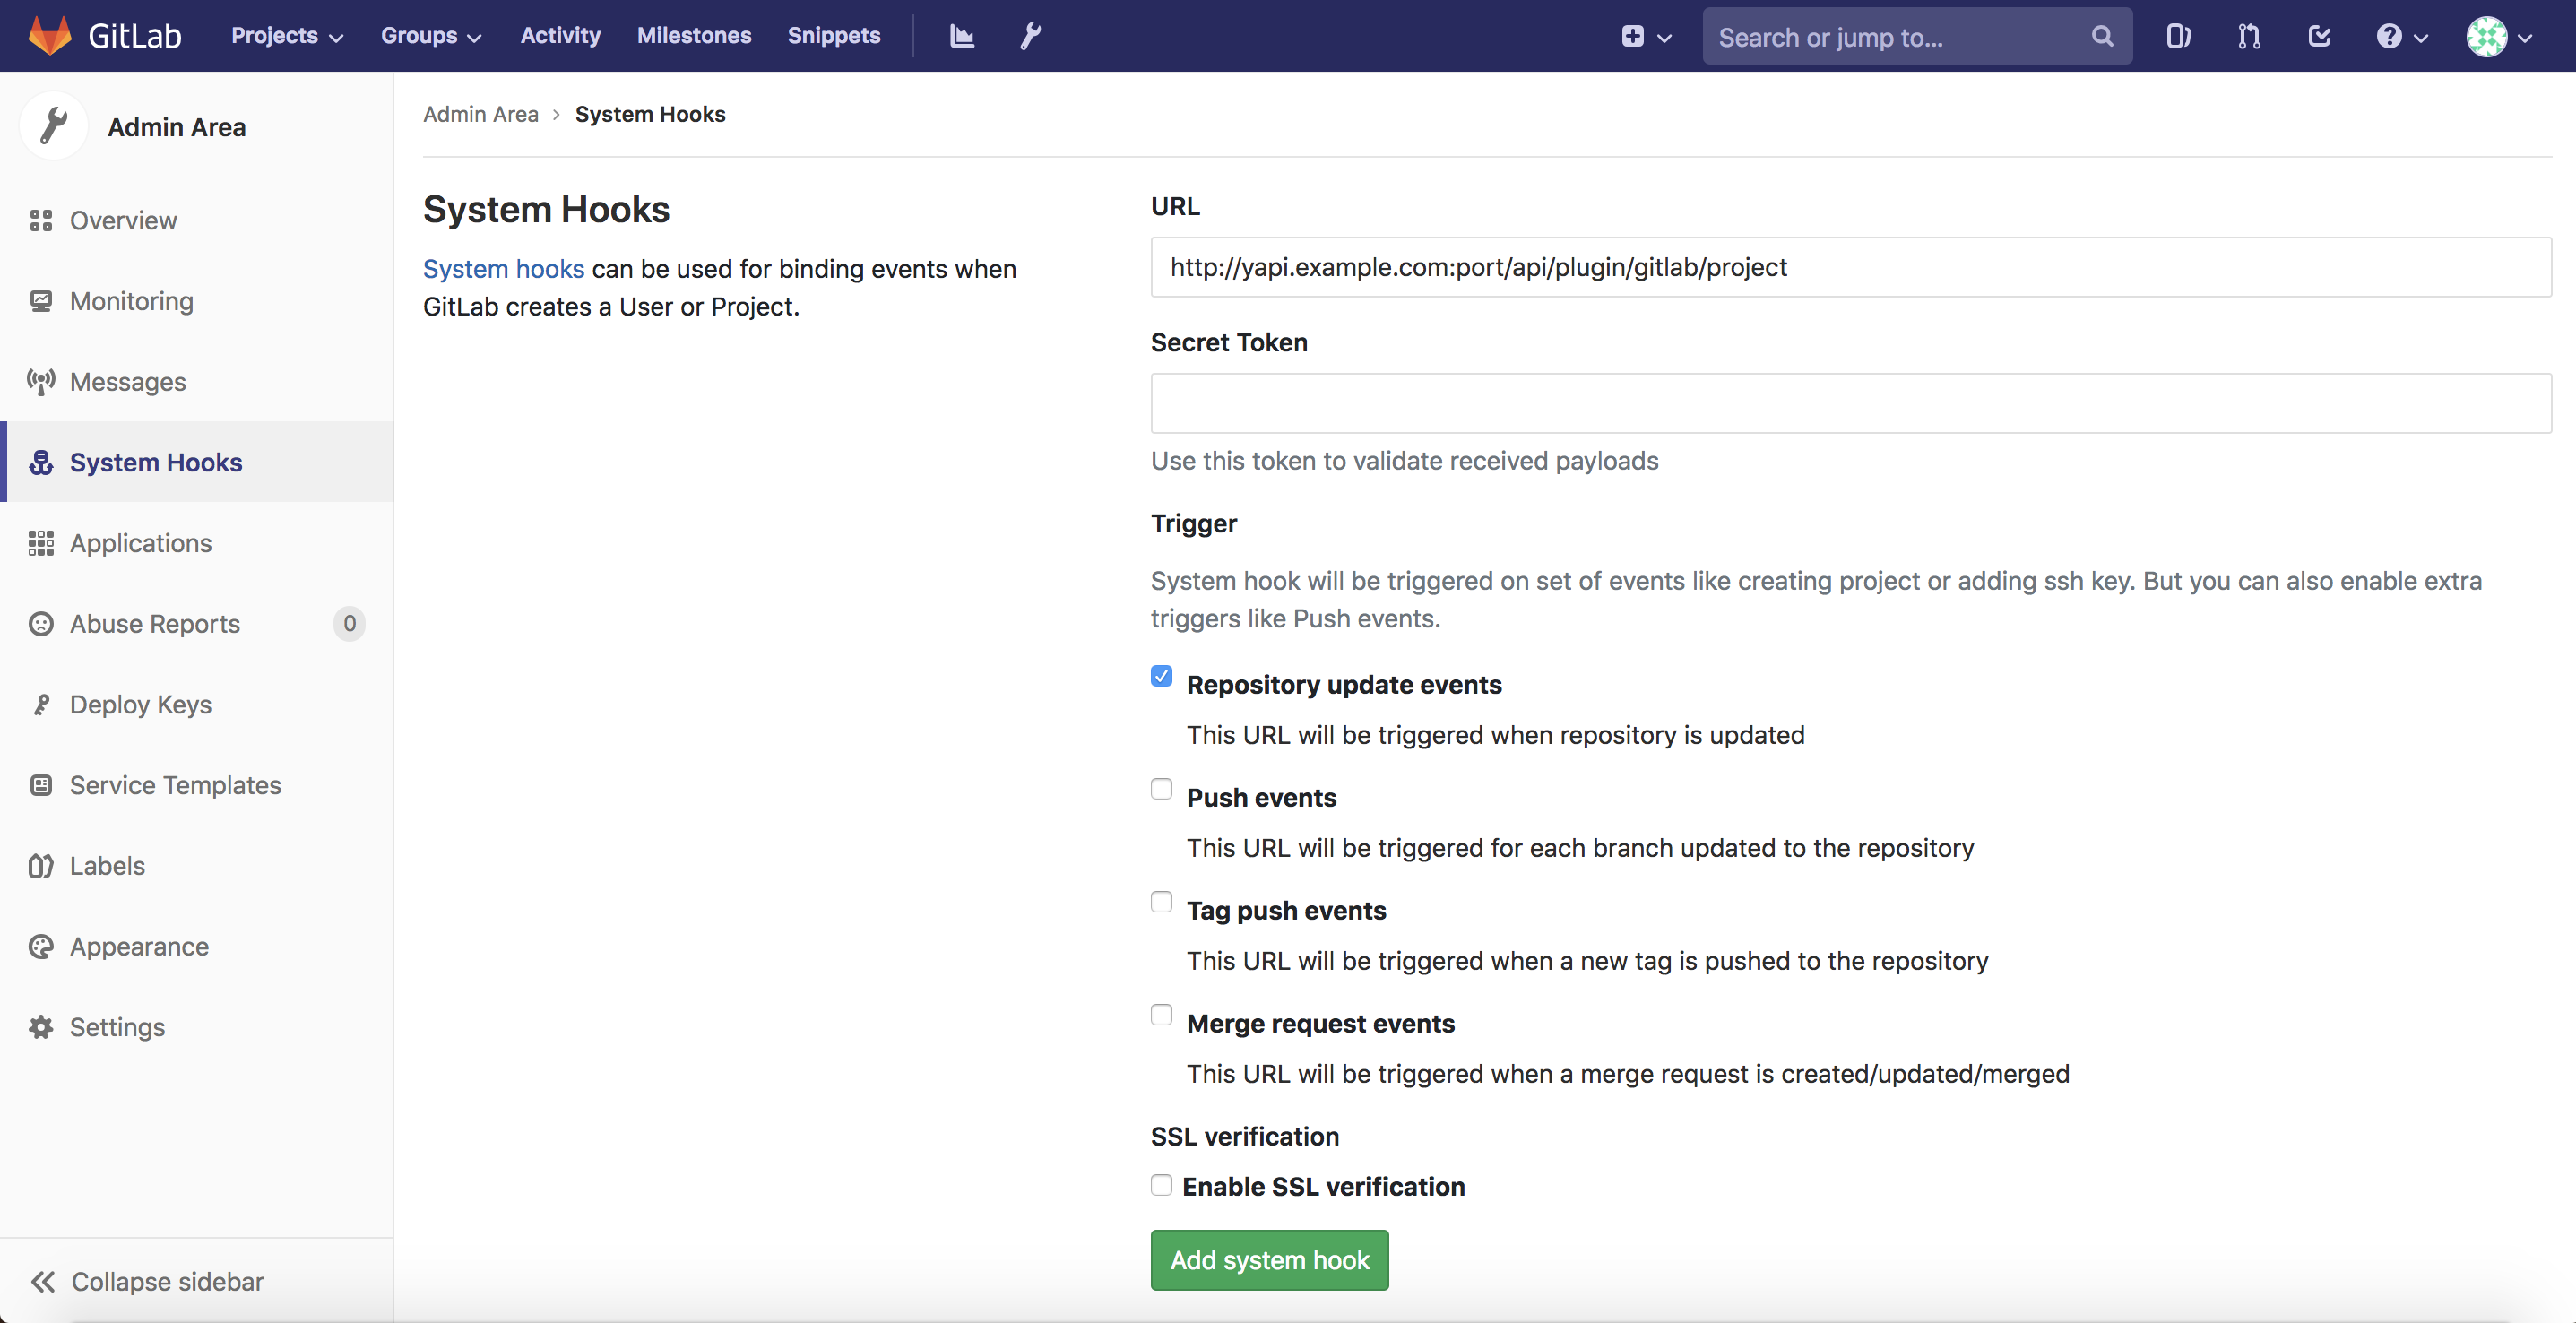 GitLab Projects Groups Activity Milestones Snippets Search or jump to...
Admin Area
Overview
Monitoring
Messages
System Hooks
Applications
Abuse Reports 0
Deploy Keys
Service Templates
Labels
Appearance
Settings
Collapse sidebar
Admin Area › System Hooks
System Hooks
System hooks can be used for binding events when
GitLab creates a User or Project.
URL
http://yapi.example.com:port/api/plugin/gitlab/project
Secret Token
Use this token to validate received payloads
Trigger
System hook will be triggered on set of events like creating project or adding ssh key. But you can also enable extra
triggers like Push events.
Repository update events
This URL will be triggered when repository is updated
Push events
This URL will be triggered for each branch updated to the repository
Tag push events
This URL will be triggered when a new tag is pushed to the repository
Merge request events
This URL will be triggered when a merge request is created/updated/merged
SSL verification
Enable SSL verification
Add system hook